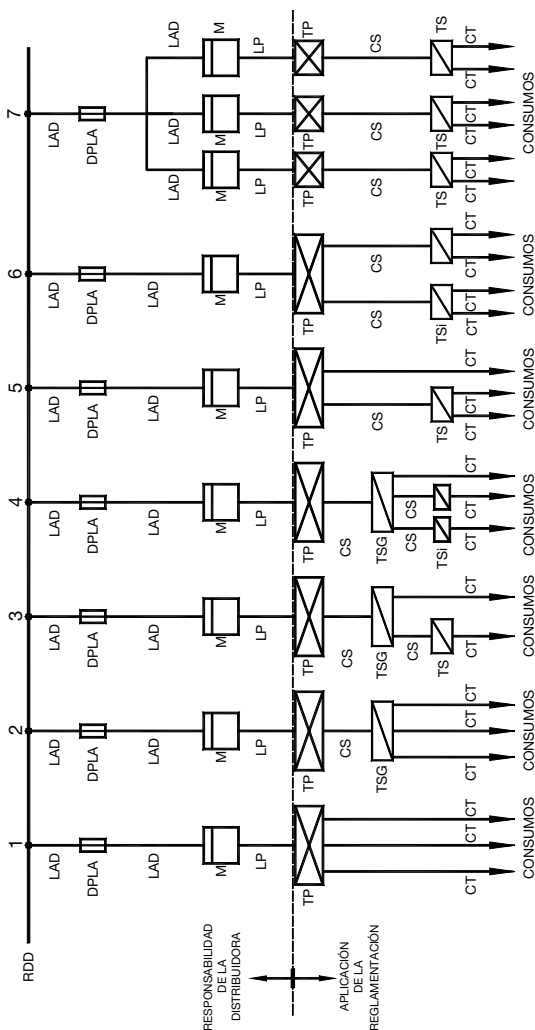 RDD
RESPONSABILIDAD
DE LA
DISTRIBUIDORA
APLICACIÓN
DE LA
REGLAMENTACIÓN
1
LAD
DPLA
LAD
M
LP
TP
CT CT CT
CONSUMOS
2
LAD
DPLA
LAD
M
LP
TP
CS
TSG
CT CT CT
CONSUMOS
3
LAD
DPLA
LAD
M
LP
TP
CS
TSG
CS
TS
CT CT
CONSUMOS
4
LAD
DPLA
LAD
M
LP
TP
CS
TSG
CS CS
TSi
CT CT CT
CONSUMOS
5
LAD
DPLA
LAD
M
LP
TP
CS
TS
CT CT CT
CONSUMOS
6
LAD
DPLA
LAD
M
LP
TP
CS CS
TSi
CT CT CT CT
CONSUMOS
7
LAD
DPLA
LAD LAD LAD
M M M
LP LP LP
TP TP TP
CS CS CS
TS TS TS
CT CT CT CT CT CT
CONSUMOS